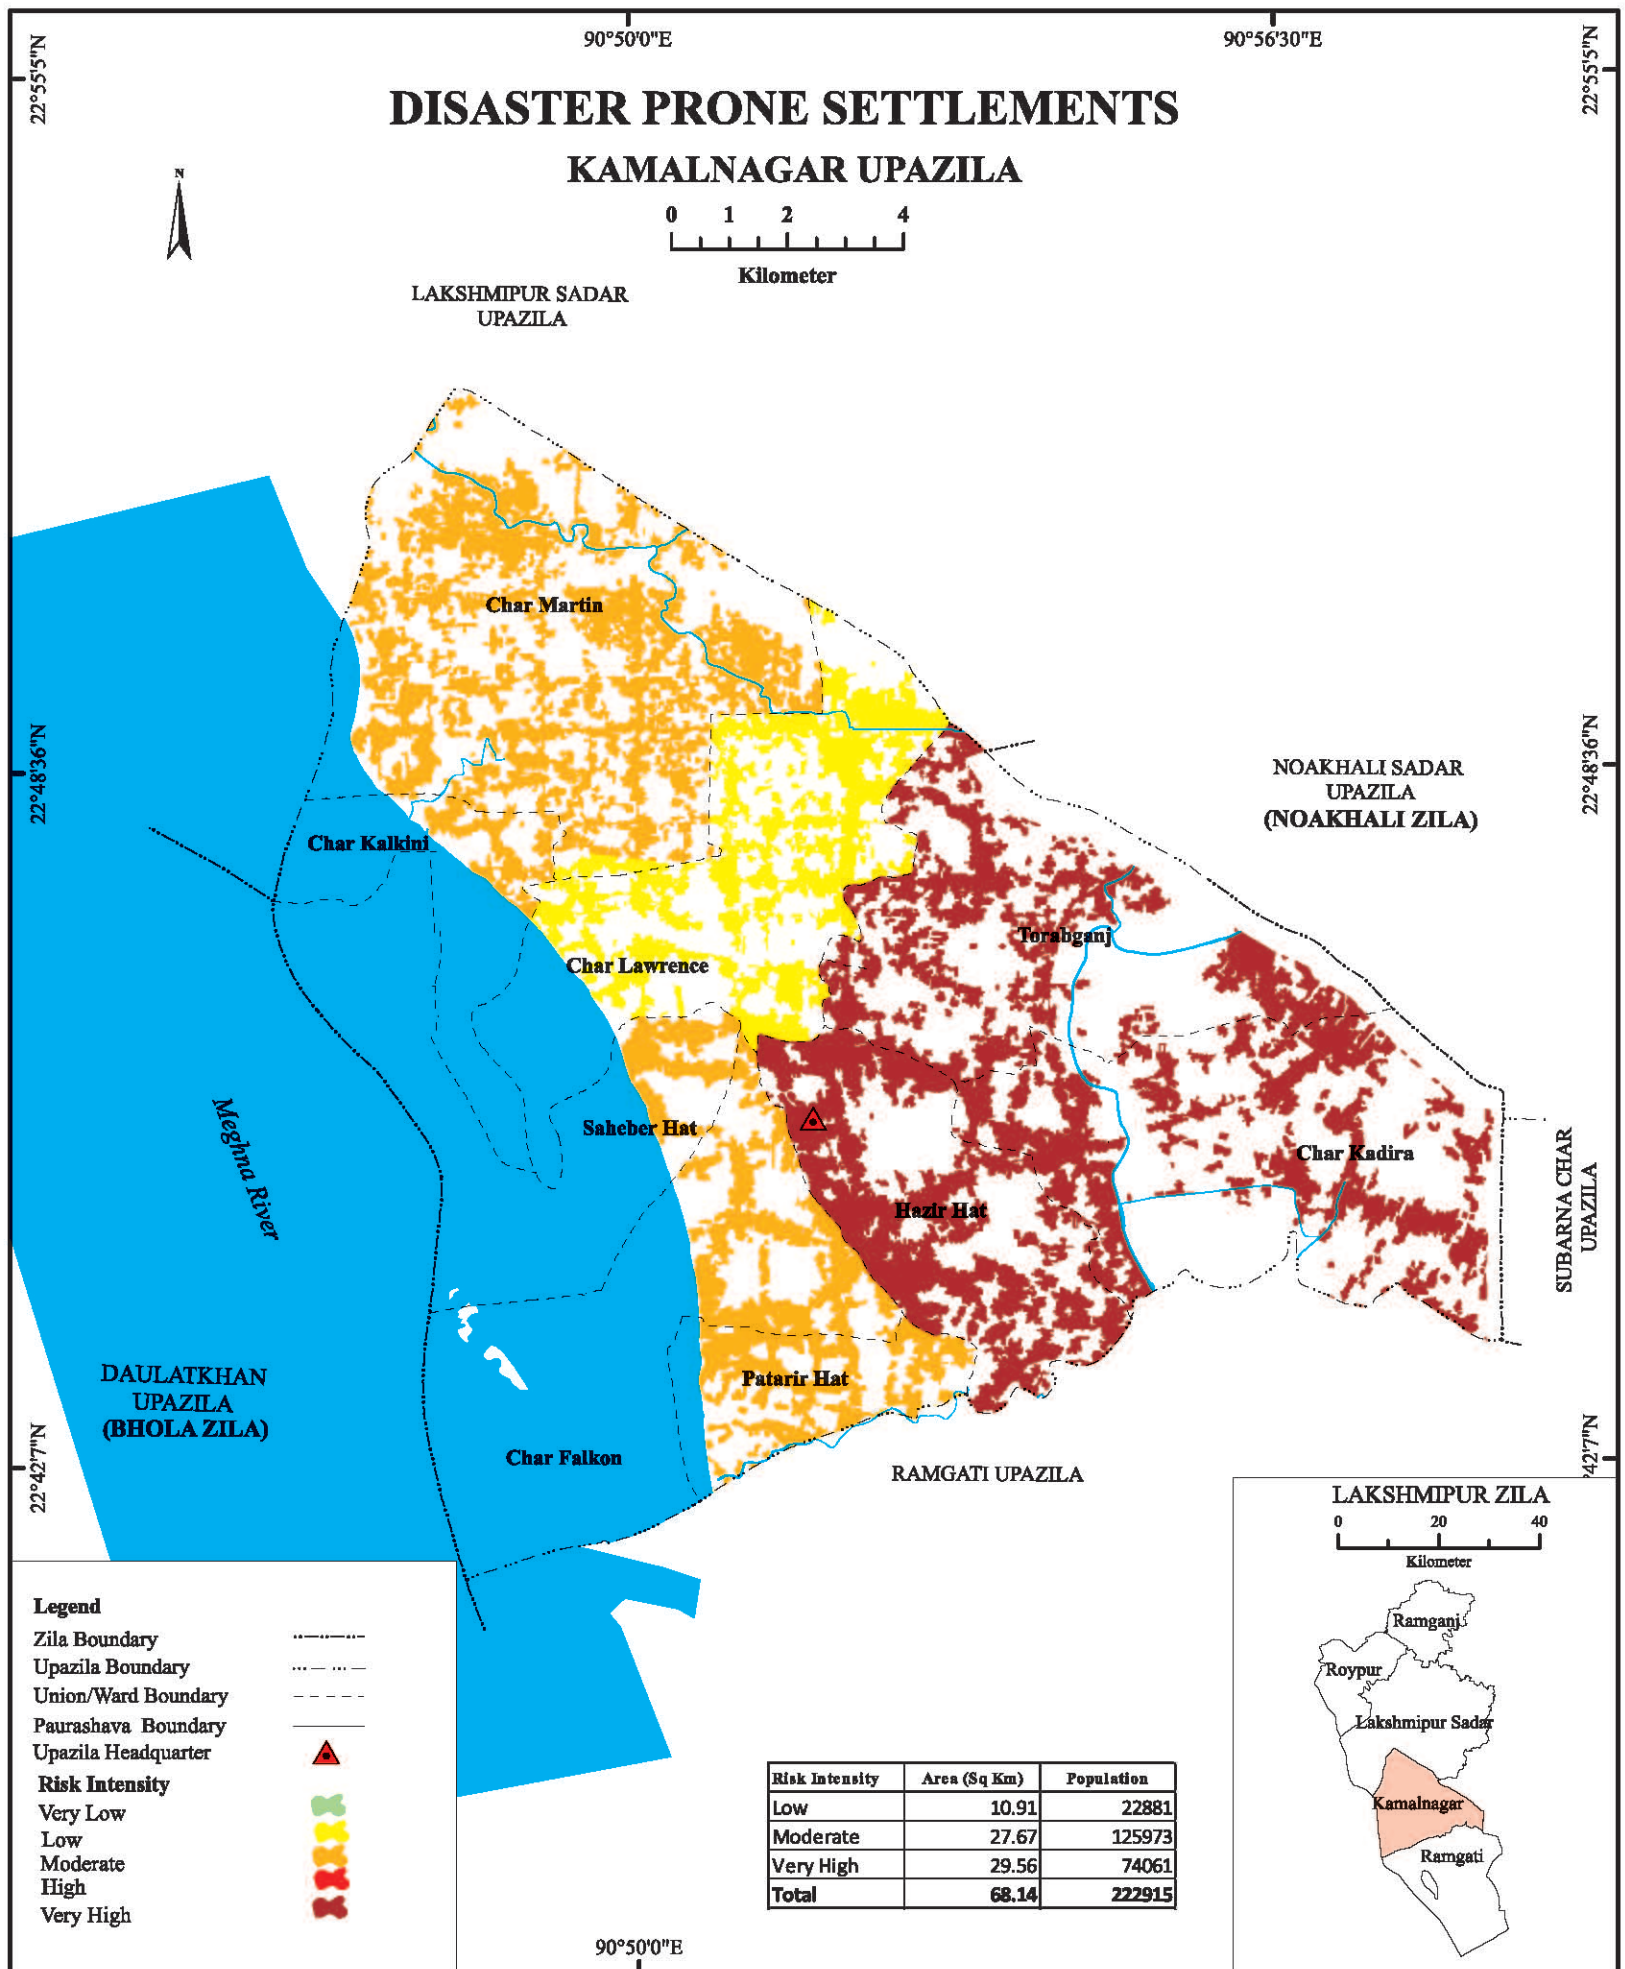 90°50'0"E
90°56'30"E
22°55'5"N
22°55'5"N
DISASTER PRONE SETTLEMENTS
KAMALNAGAR UPAZILA
N
0 1 2 4
Kilometer
LAKSHMIPUR SADAR
UPAZILA
Char Martin
22°48'36"N
22°48'36"N
NOAKHALI SADAR
UPAZILA
(NOAKHALI ZILA)
Char Kalkini
Torabganj
Char Lawrence
Meghna River
Saheber Hat
Char Kadira
SUBARNA CHAR
UPAZILA
Hazir Hat
DAULATKHAN
UPAZILA
(BHOLA ZILA)
Patarir Hat
Char Falkon
RAMGATI UPAZILA
22°42'7"N
°42'7"N
LAKSHMIPUR ZILA
0 20 40
Kilometer
Ramganj
Roypur
Lakshmipur Sadar
Kamalnagar
Ramgati
Legend
Zila Boundary
Upazila Boundary
Union/Ward Boundary
Paurashava Boundary
Upazila Headquarter
Risk Intensity
Very Low
Low
Moderate
High
Very High
Risk Intensity Area (Sq Km) Population
Low 10.91 22881
Moderate 27.67 125973
Very High 29.56 74061
Total 68.14 222915
90°50'0"E